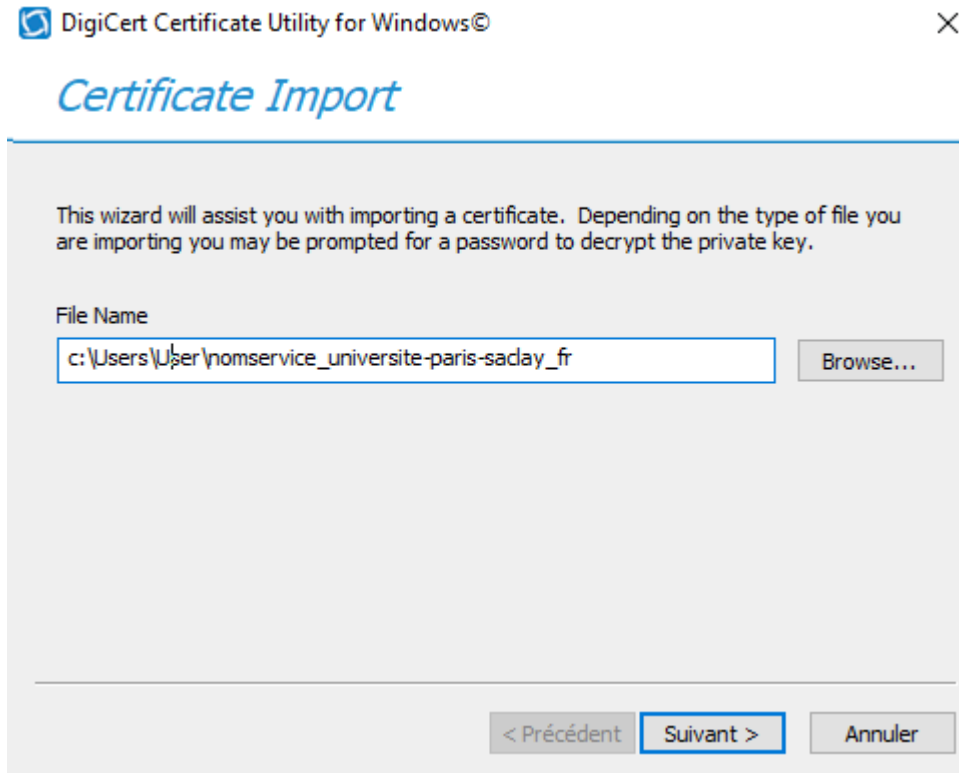 DigiCert Certificate Utility for Windows©
Certificate Import
This wizard will assist you with importing a certificate.  Depending on the type of file you
are importing you may be prompted for a password to decrypt the private key.
File Name
c:\Users\User\nomservice_universite-paris-saclay_fr
Browse...
< Précédent
Suivant >
Annuler